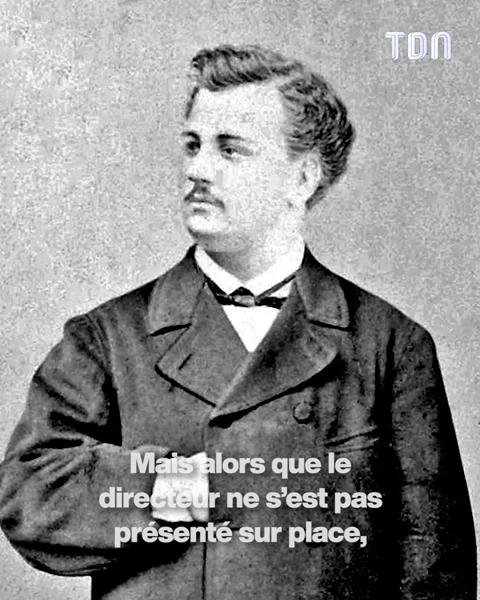 TDN
Mais alors que le
directeur ne s’est pas
présenté sur place,